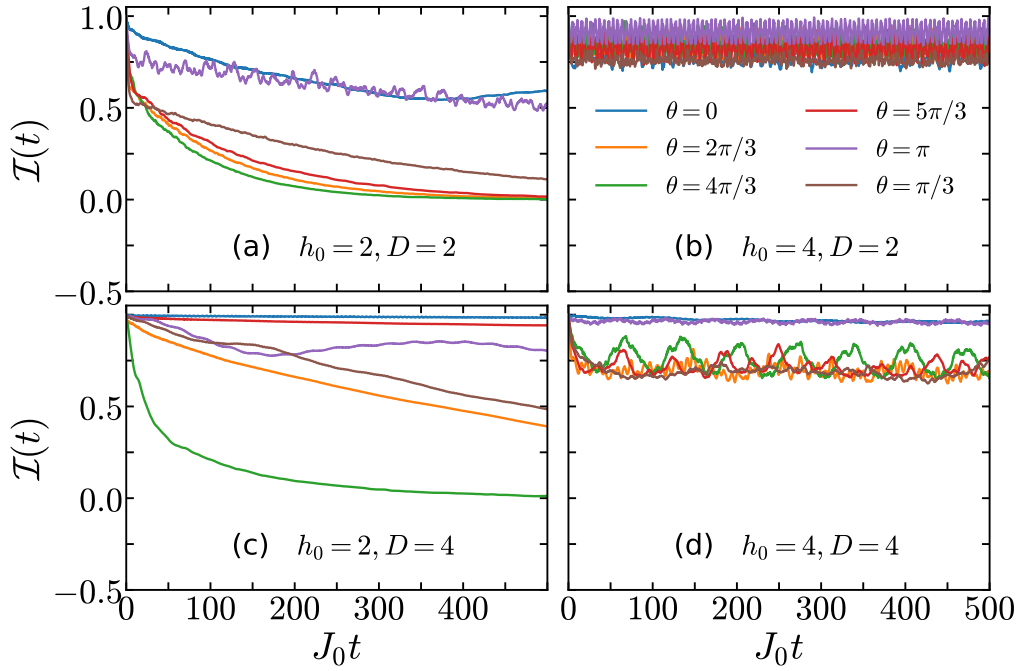 1.0
0.5
0.0
−0.5
𝓘(t)
(a) h₀ = 2, D = 2
θ = 0
θ = 2π/3
θ = 4π/3
θ = 5π/3
θ = π
θ = π/3
(b) h₀ = 4, D = 2
0.5
0.0
−0.5
𝓘(t)
(c) h₀ = 2, D = 4
(d) h₀ = 4, D = 4
0 100 200 300 400
0 100 200 300 400 500
J₀t
J₀t